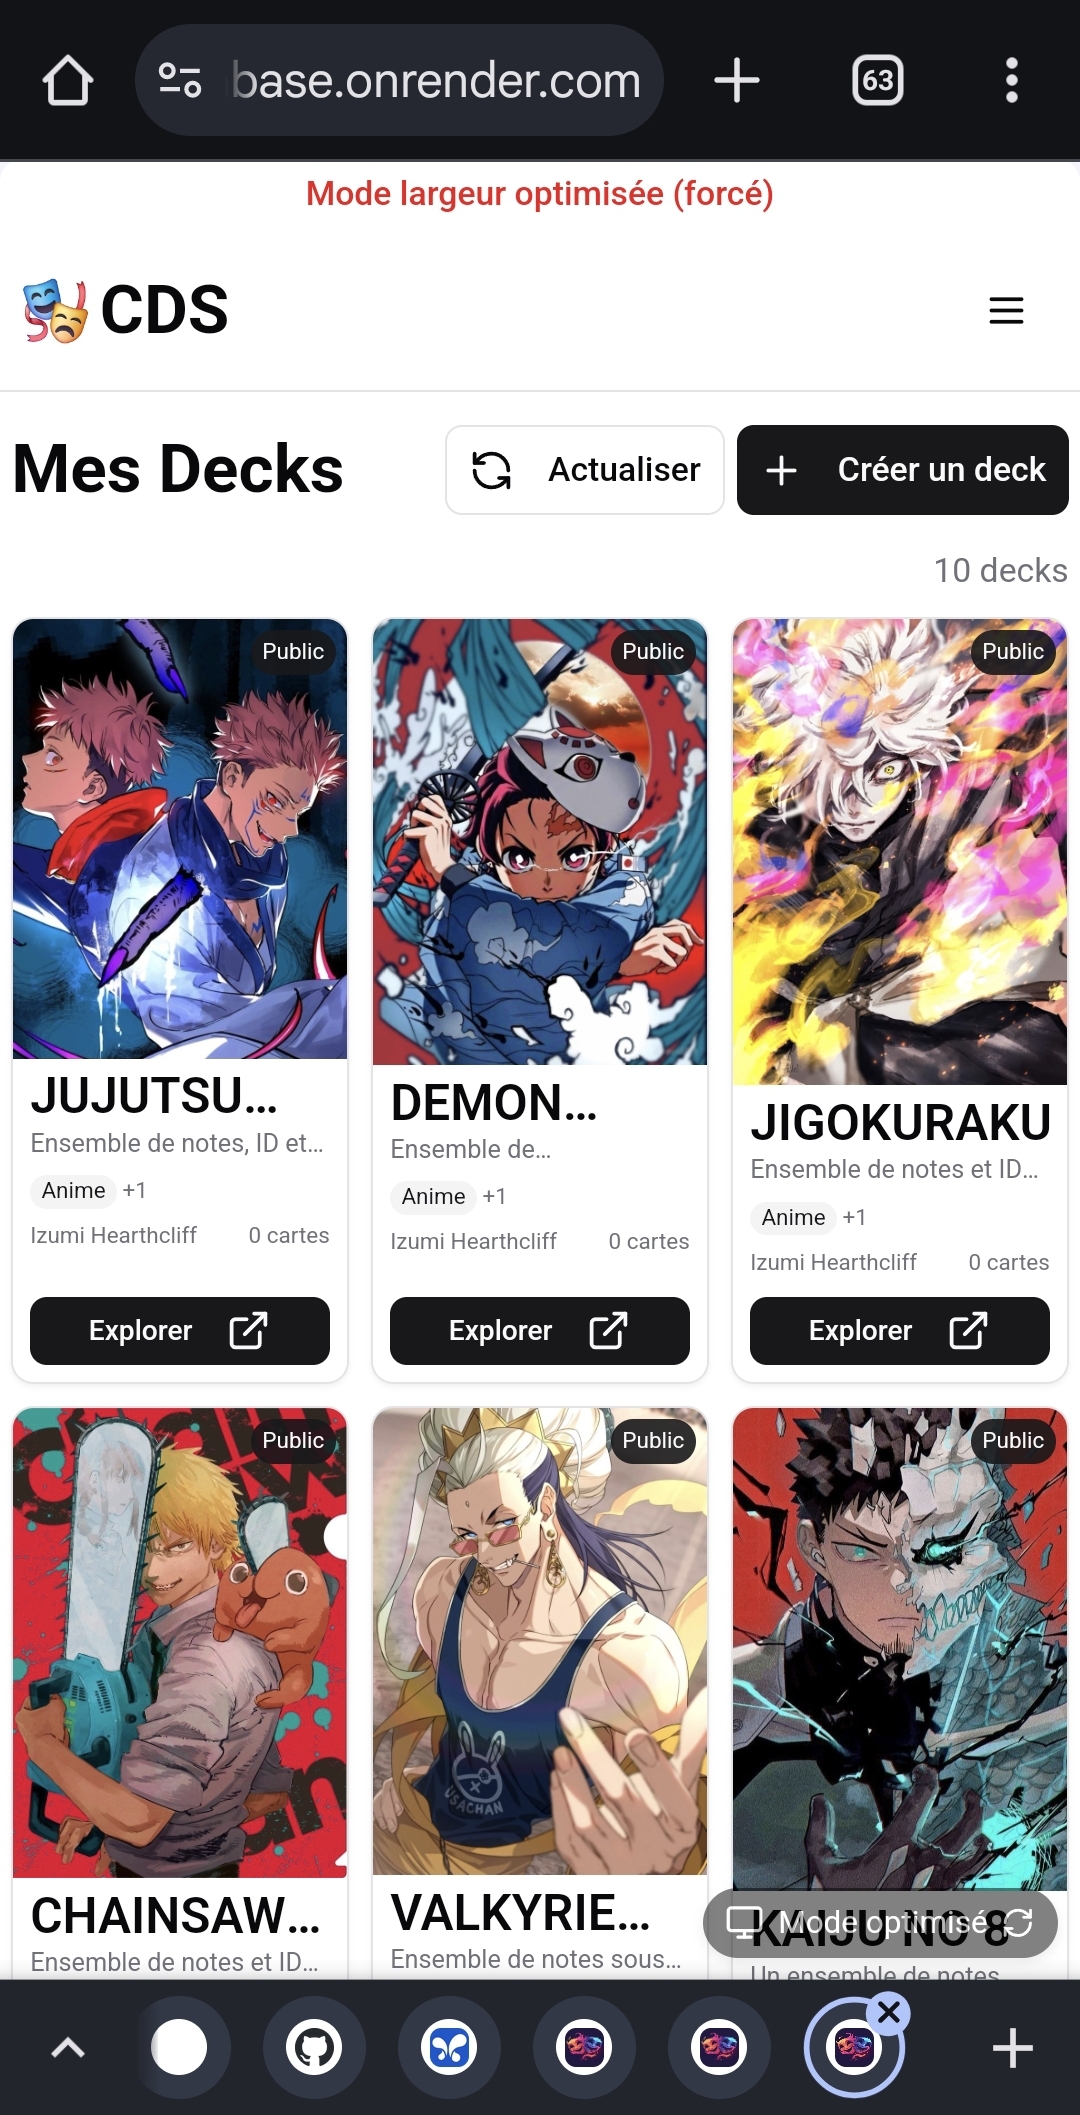 base.onrender.com
63
Mode largeur optimisée (forcé)
CDS
Mes Decks
Actualiser
Créer un deck
10 decks
Public
Public
Public
JUJUTSU...
Ensemble de notes, ID et...
Anime +1
Izumi Hearthcliff 0 cartes
Explorer
DEMON...
Ensemble de...
Anime +1
Izumi Hearthcliff 0 cartes
Explorer
JIGOKURAKU
Ensemble de notes et ID...
Anime +1
Izumi Hearthcliff 0 cartes
Explorer
Public
Public
Public
USACHAN
CHAINSAW...
Ensemble de notes et ID...
VALKYRIE...
Ensemble de notes sous...
KAIJU NO 8
Mode optimisé
Un ensemble de notes